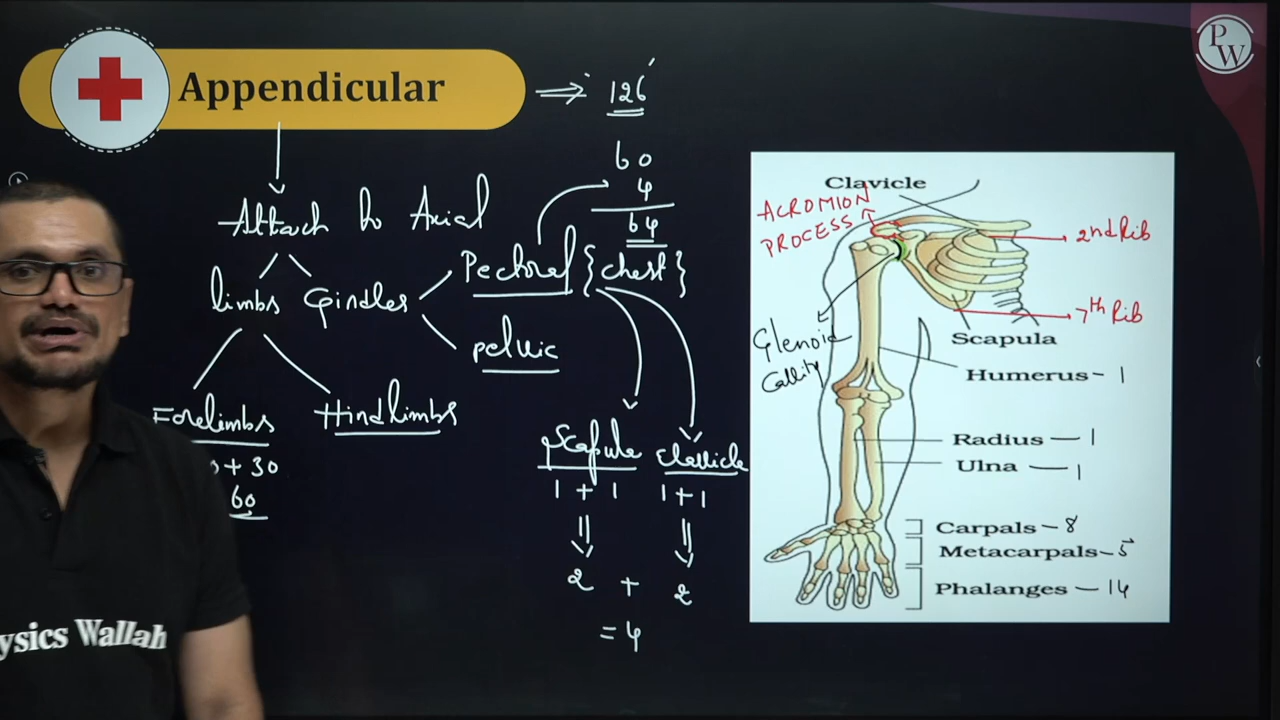 PW
Appendicular ⇒ 126
60
4
64
Attach to Axial
limbs Girdles
Pectoral {chest}
pelvic
Forelimbs
+ 30
60
Hindlimbs
Scapula
1 + 1
2
Clavicle
1 + 1
+ 2
= 4
Clavicle
ACROMION
PROCESS
2nd Rib
7th Rib
Glenoid
Scapula
Humerus - 1
Radius - 1
Ulna - 1
Carpals - 8
Metacarpals - 5
Phalanges - 14
ysics Wallah